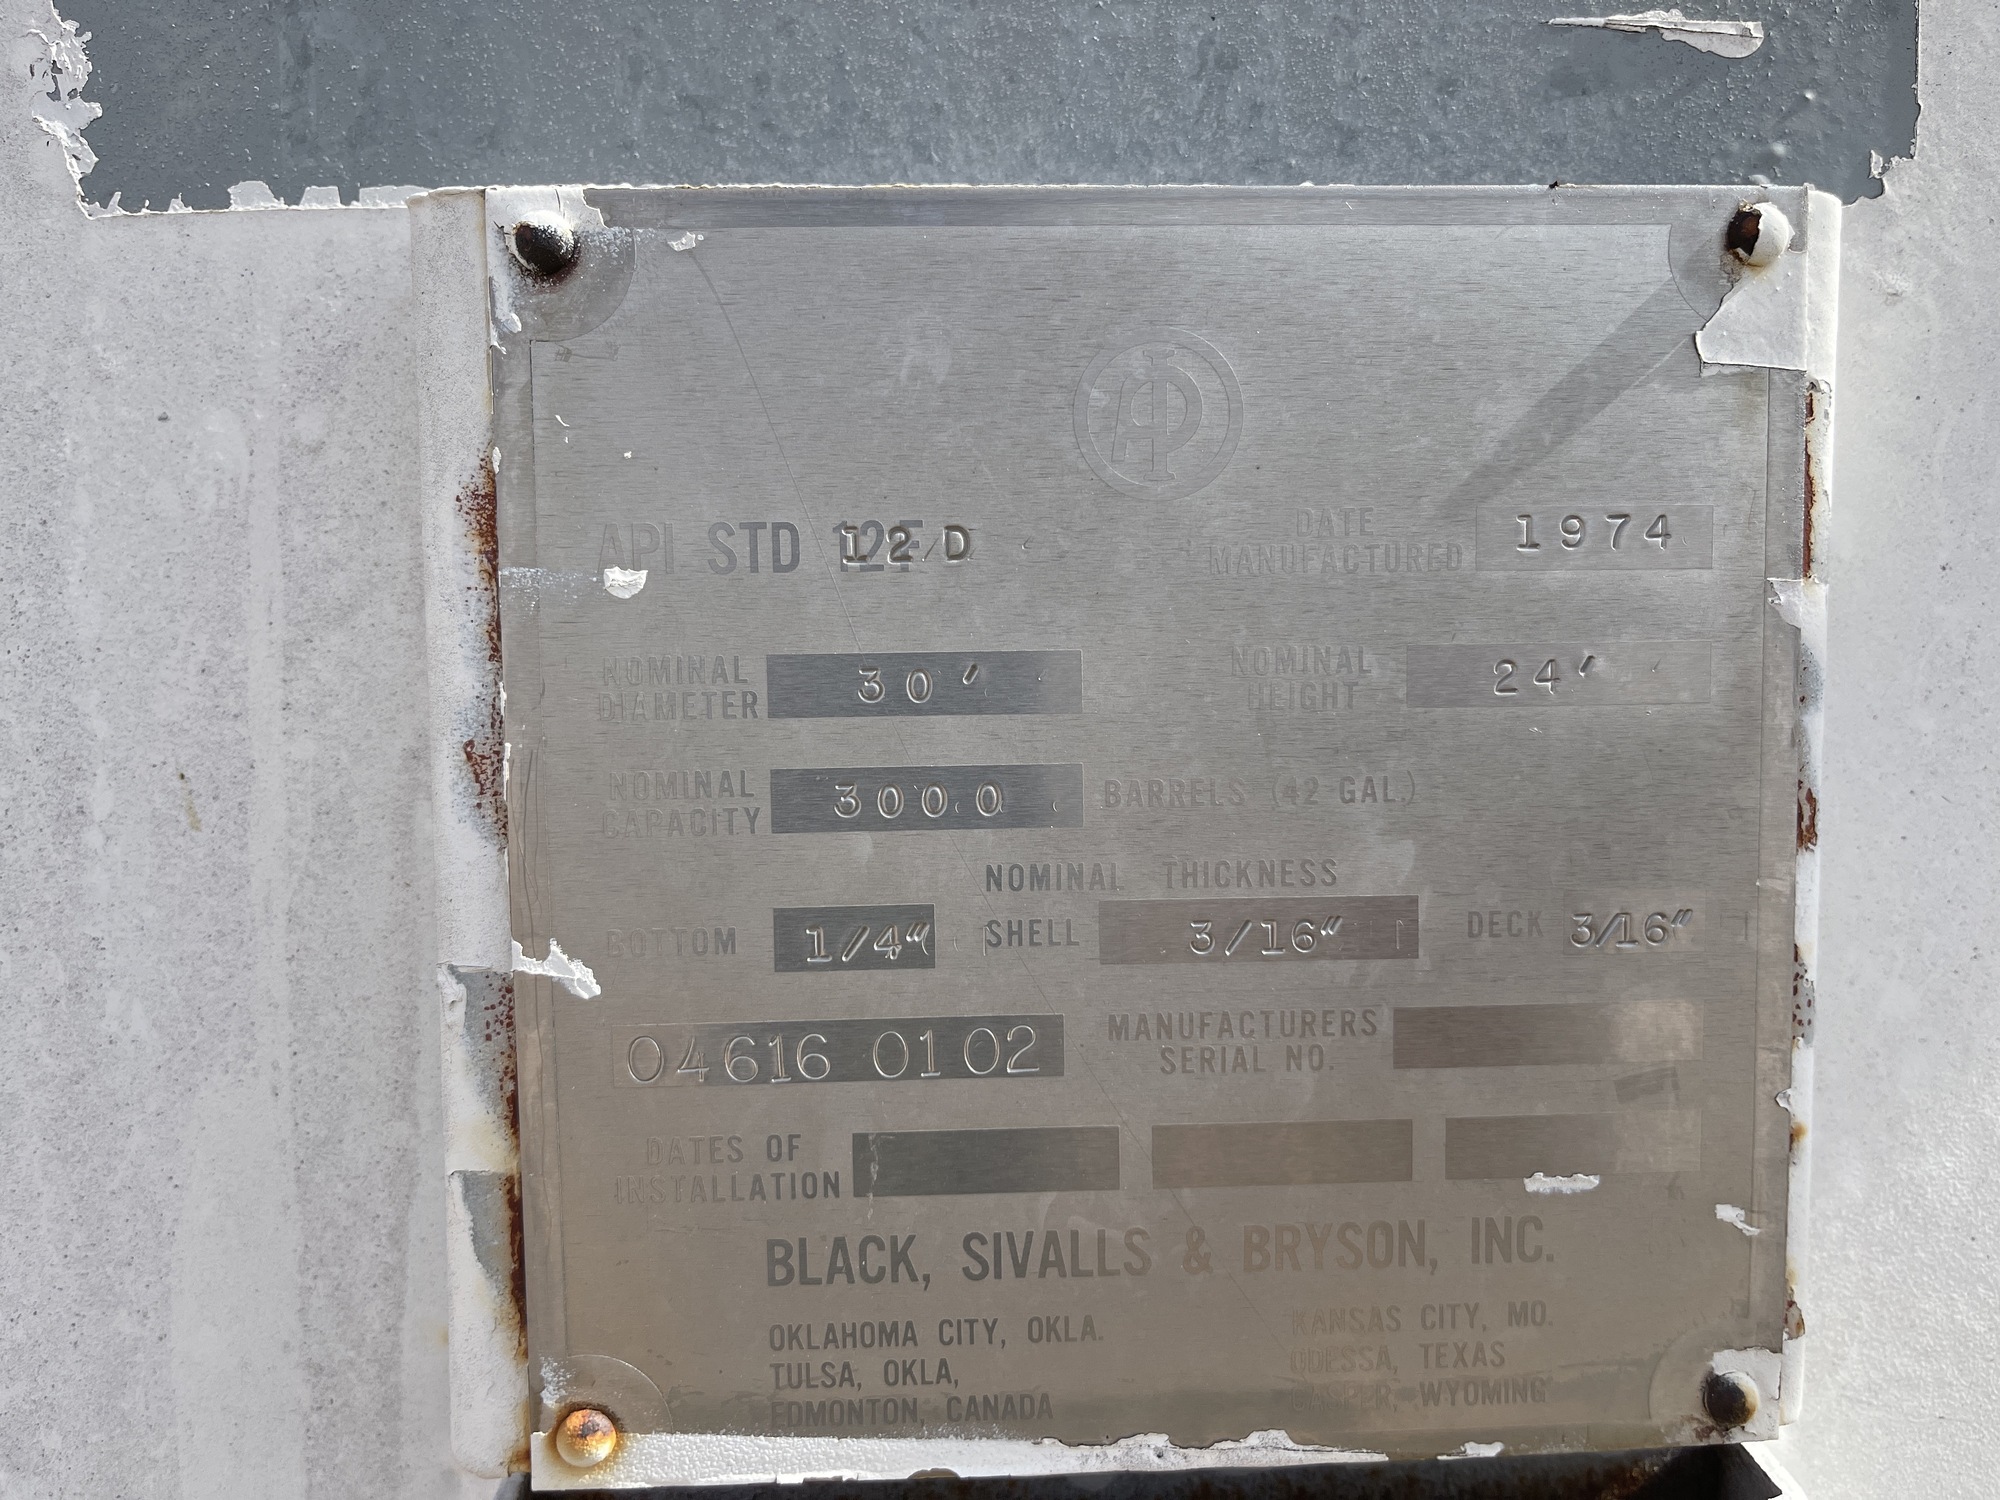 API
API STD 12F 12 D
DATE MANUFACTURED 1974
NOMINAL DIAMETER 30'
NOMINAL HEIGHT 24'
NOMINAL CAPACITY 3000 BARRELS (42 GAL.)
NOMINAL THICKNESS
BOTTOM 1/4" SHELL 3/16" DECK 3/16"
04616 0102
MANUFACTURERS SERIAL NO.
DATES OF INSTALLATION
BLACK, SIVALLS & BRYSON, INC.
OKLAHOMA CITY, OKLA.
TULSA, OKLA,
EDMONTON, CANADA
KANSAS CITY, MO.
ODESSA, TEXAS
CASPER, WYOMING